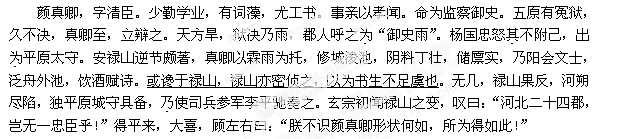 颜真卿，字清臣。少勤学业，有词藻，尤工书。事亲以孝闻。命为监察御史。五原有冤狱，
久不决，真卿至，立辩之。天方旱，狱决乃雨，郡人呼之为“御史雨”。杨国忠怒其不附己，出
为平原太守。安禄山逆节颇著，真卿以霖雨为托，修城浚池，阴料丁壮，储廪实，乃阳会文士，
泛舟外池，饮酒赋诗。或谗于禄山，禄山亦密侦之，以为书生不足虞也。无几，禄山果反，河朔
尽陷，独平原城守具备，乃使司兵参军李平驰奏之。玄宗初闻禄山之变，叹曰：“河北二十四郡，
岂无一忠臣乎！”得平来，大喜，顾左右曰：“朕不识颜真卿形状何如，所为得如此！”